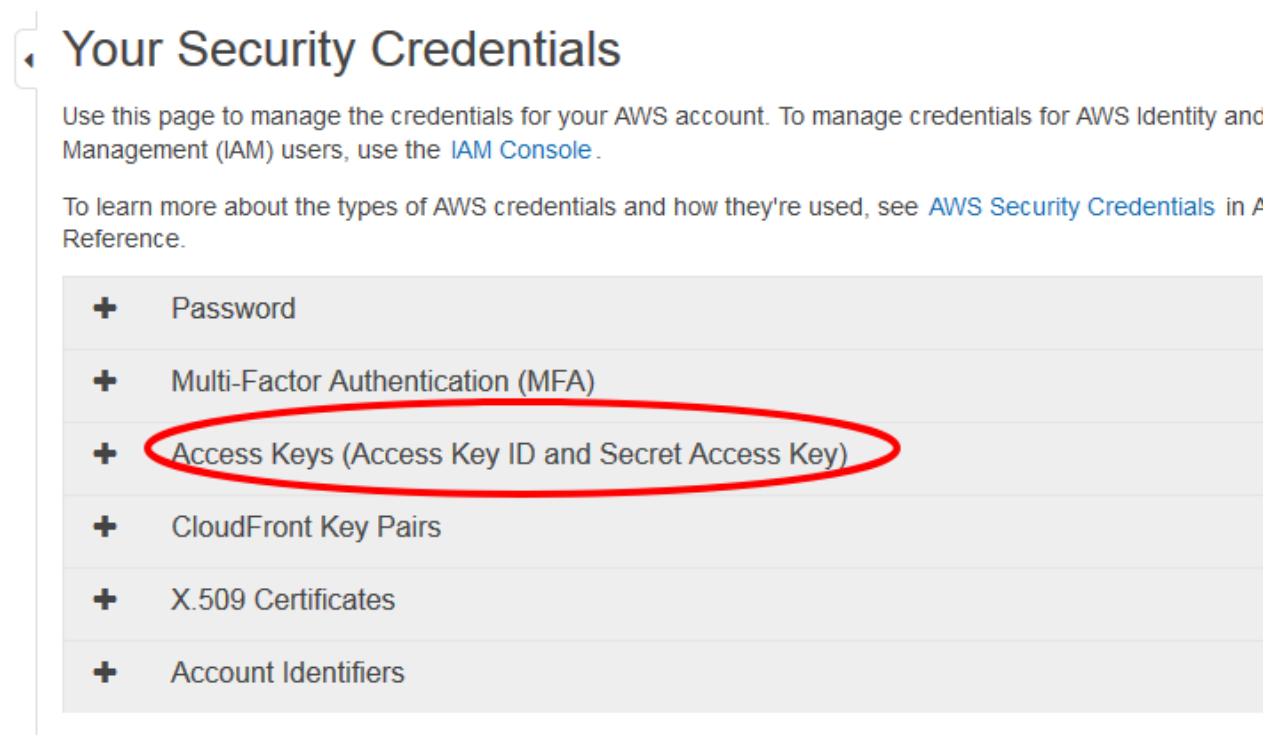 Your Security Credentials
Use this page to manage the credentials for your AWS account. To manage credentials for AWS Identity and
Management (IAM) users, use the IAM Console.
To learn more about the types of AWS credentials and how they're used, see AWS Security Credentials in
Reference.
Password
Multi-Factor Authentication (MFA)
Access Keys (Access Key ID and Secret Access Key)
CloudFront Key Pairs
X.509 Certificates
Account Identifiers